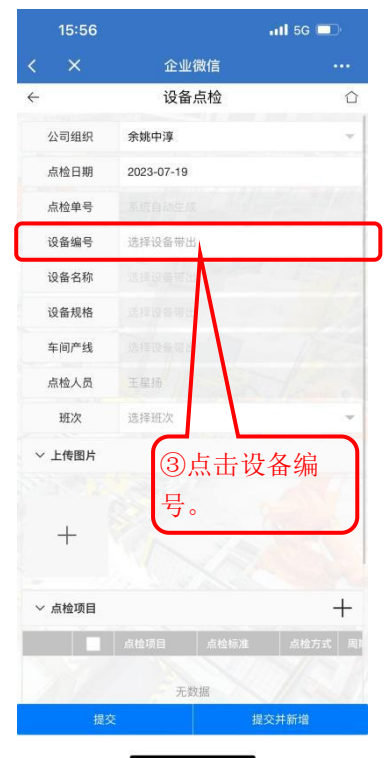 15:56
5G
企业微信
设备点检
公司组织 余姚中淳
点检日期 2023-07-19
点检单号 系统自动生成
设备编号 选择设备带出
设备名称 选择设备带出
设备规格 选择设备带出
车间产线 选择设备带出
点检人员 王星扬
班次 选择班次
上传图片
③点击设备编
号。
点检项目
点检项目 点检标准 点检方式
无数据
提交 提交并新增